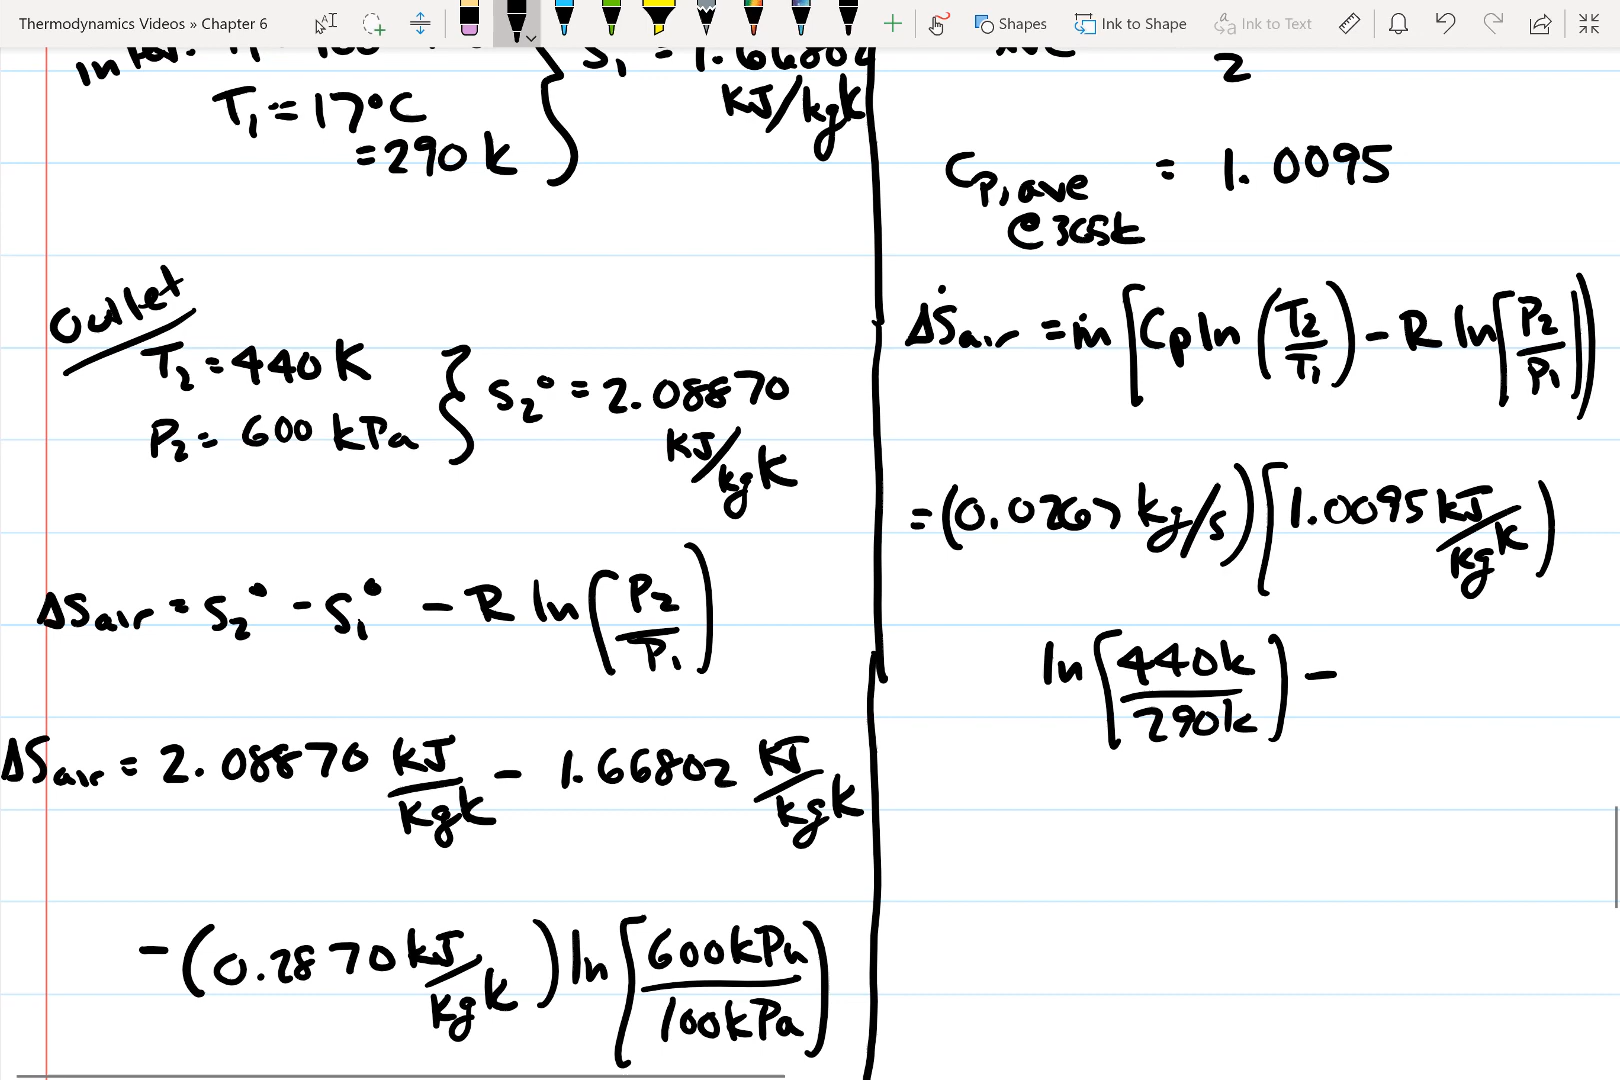 Thermodynamics Videos » Chapter 6
Shapes
Ink to Shape
Ink to Text
T₁ = 17°C
= 290 k
S₁° = 1.66802
kJ/kgK
Outlet
T₂ = 440 K
P₂ = 600 kPa
S₂° = 2.08870
kJ/kgK
ΔSair = S₂° - S₁° - R ln(P₂/P₁)
ΔSair = 2.08870 kJ/kgk - 1.66802 kJ/kgk
- (0.2870 kJ/kgk) ln[600kPa/100kPa)
2
Cp,ave = 1.0095
@ 365k
ΔṠair = ṁ [Cp ln (T₂/T₁) - R ln[P₂/P₁))
= (0.0267 kg/s) [1.0095 kJ/kgk)
ln[440k/290k) -